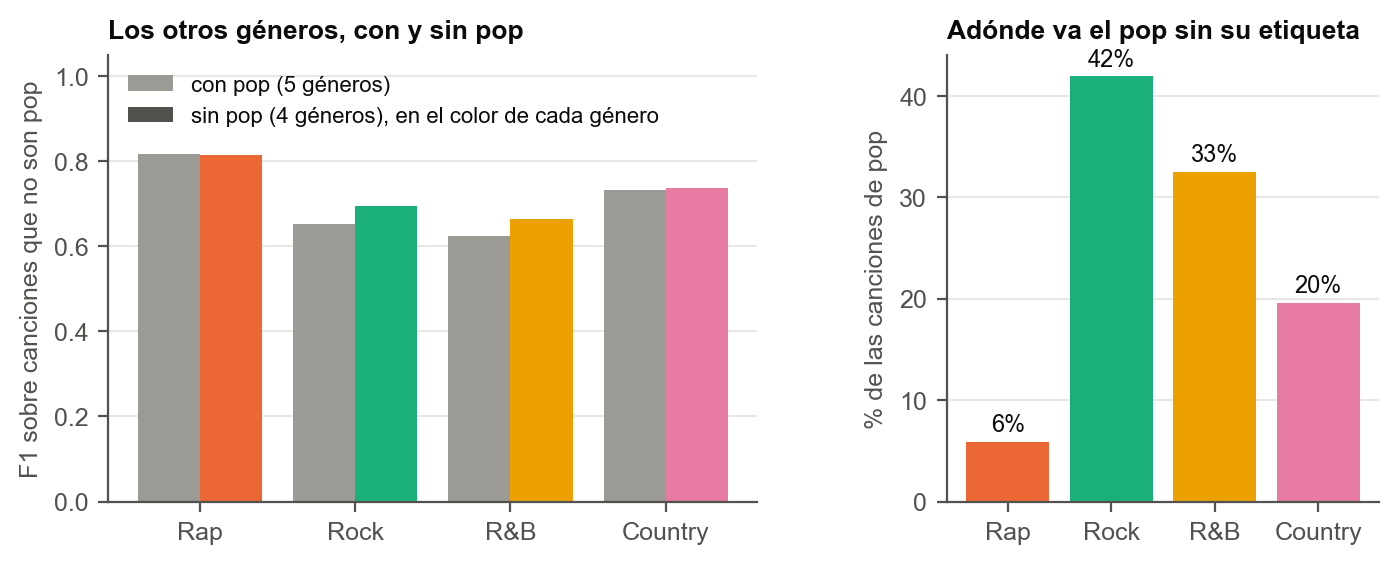 Los otros géneros, con y sin pop
F1 sobre canciones que no son pop
1.0
0.8
0.6
0.4
0.2
0.0
con pop (5 géneros)
sin pop (4 géneros), en el color de cada género
Rap
Rock
R&B
Country
Adónde va el pop sin su etiqueta
% de las canciones de pop
40
30
20
10
0
6%
42%
33%
20%
Rap
Rock
R&B
Country